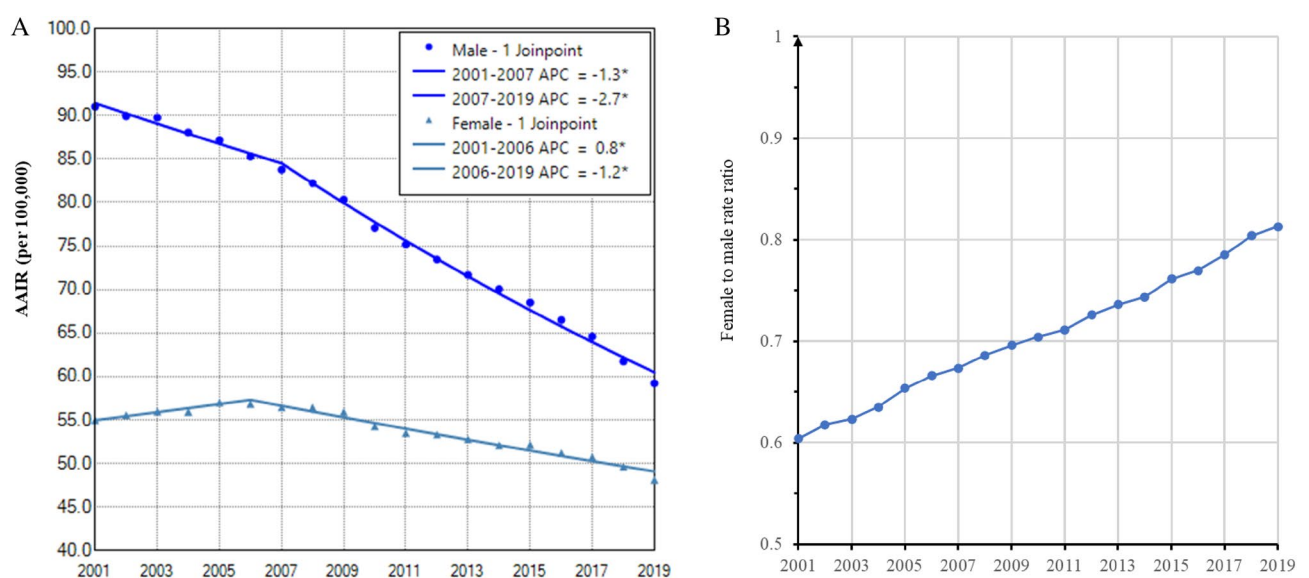 A
AAIR (per 100,000)
100.0
95.0
90.0
85.0
80.0
75.0
70.0
65.0
60.0
55.0
50.0
45.0
40.0
Male - 1 Joinpoint
2001-2007 APC = -1.3*
2007-2019 APC = -2.7*
Female - 1 Joinpoint
2001-2006 APC = 0.8*
2006-2019 APC = -1.2*
2001 2003 2005 2007 2009 2011 2013 2015 2017 2019
B
Female to male rate ratio
1
0.9
0.8
0.7
0.6
0.5
2001 2003 2005 2007 2009 2011 2013 2015 2017 2019